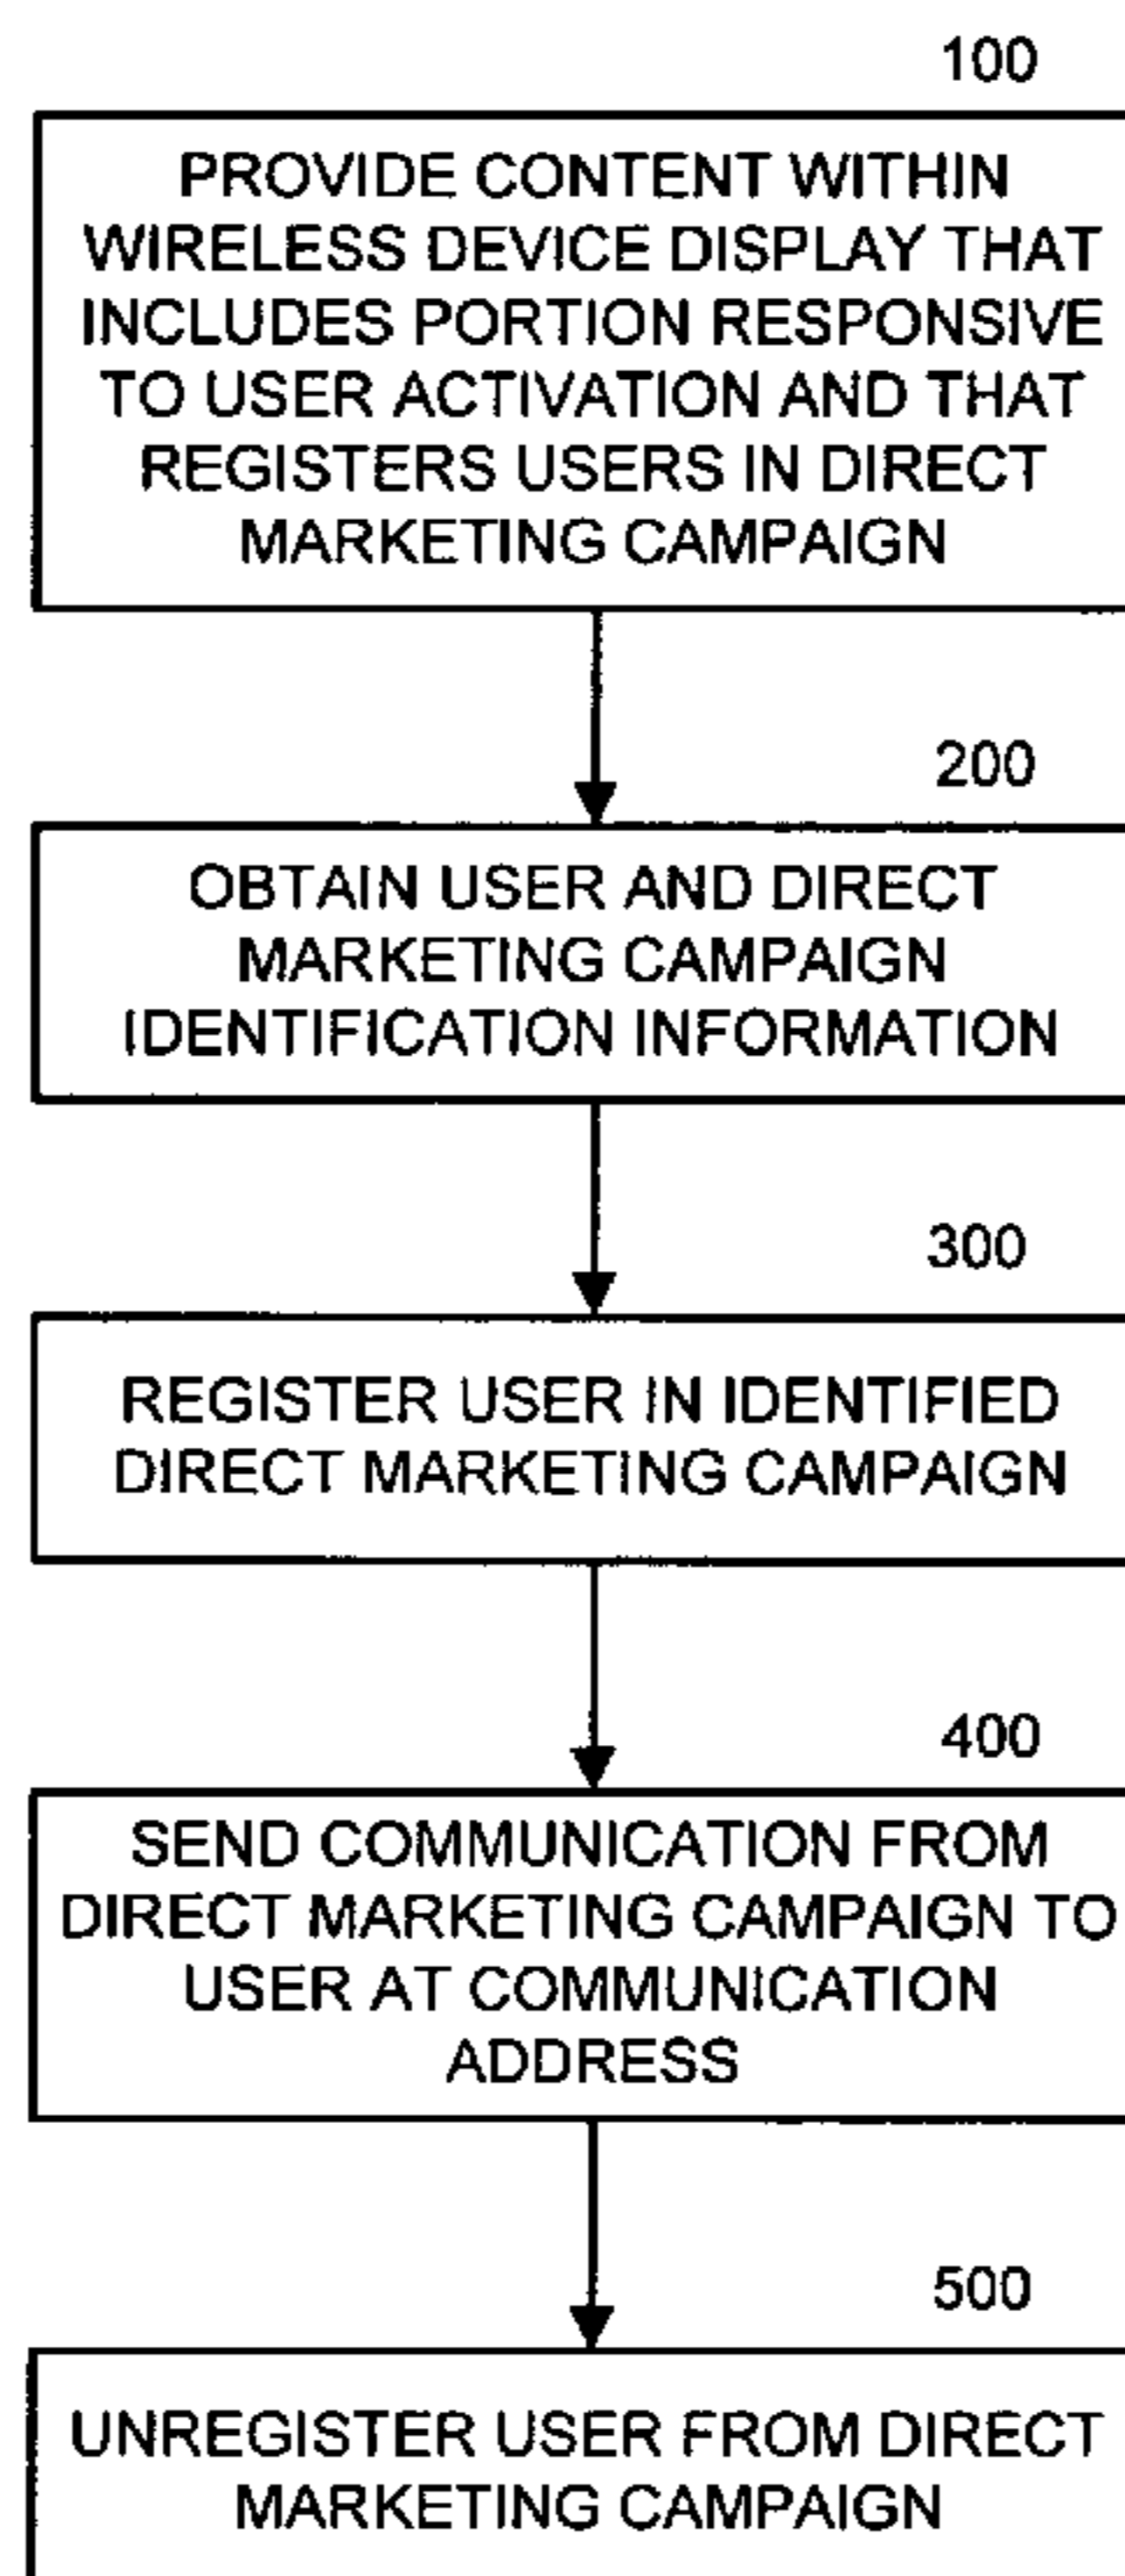 100
PROVIDE CONTENT WITHIN
WIRELESS DEVICE DISPLAY THAT
INCLUDES PORTION RESPONSIVE
TO USER ACTIVATION AND THAT
REGISTERS USERS IN DIRECT
MARKETING CAMPAIGN
200
OBTAIN USER AND DIRECT
MARKETING CAMPAIGN
IDENTIFICATION INFORMATION
300
REGISTER USER IN IDENTIFIED
DIRECT MARKETING CAMPAIGN
400
SEND COMMUNICATION FROM
DIRECT MARKETING CAMPAIGN TO
USER AT COMMUNICATION
ADDRESS
500
UNREGISTER USER FROM DIRECT
MARKETING CAMPAIGN